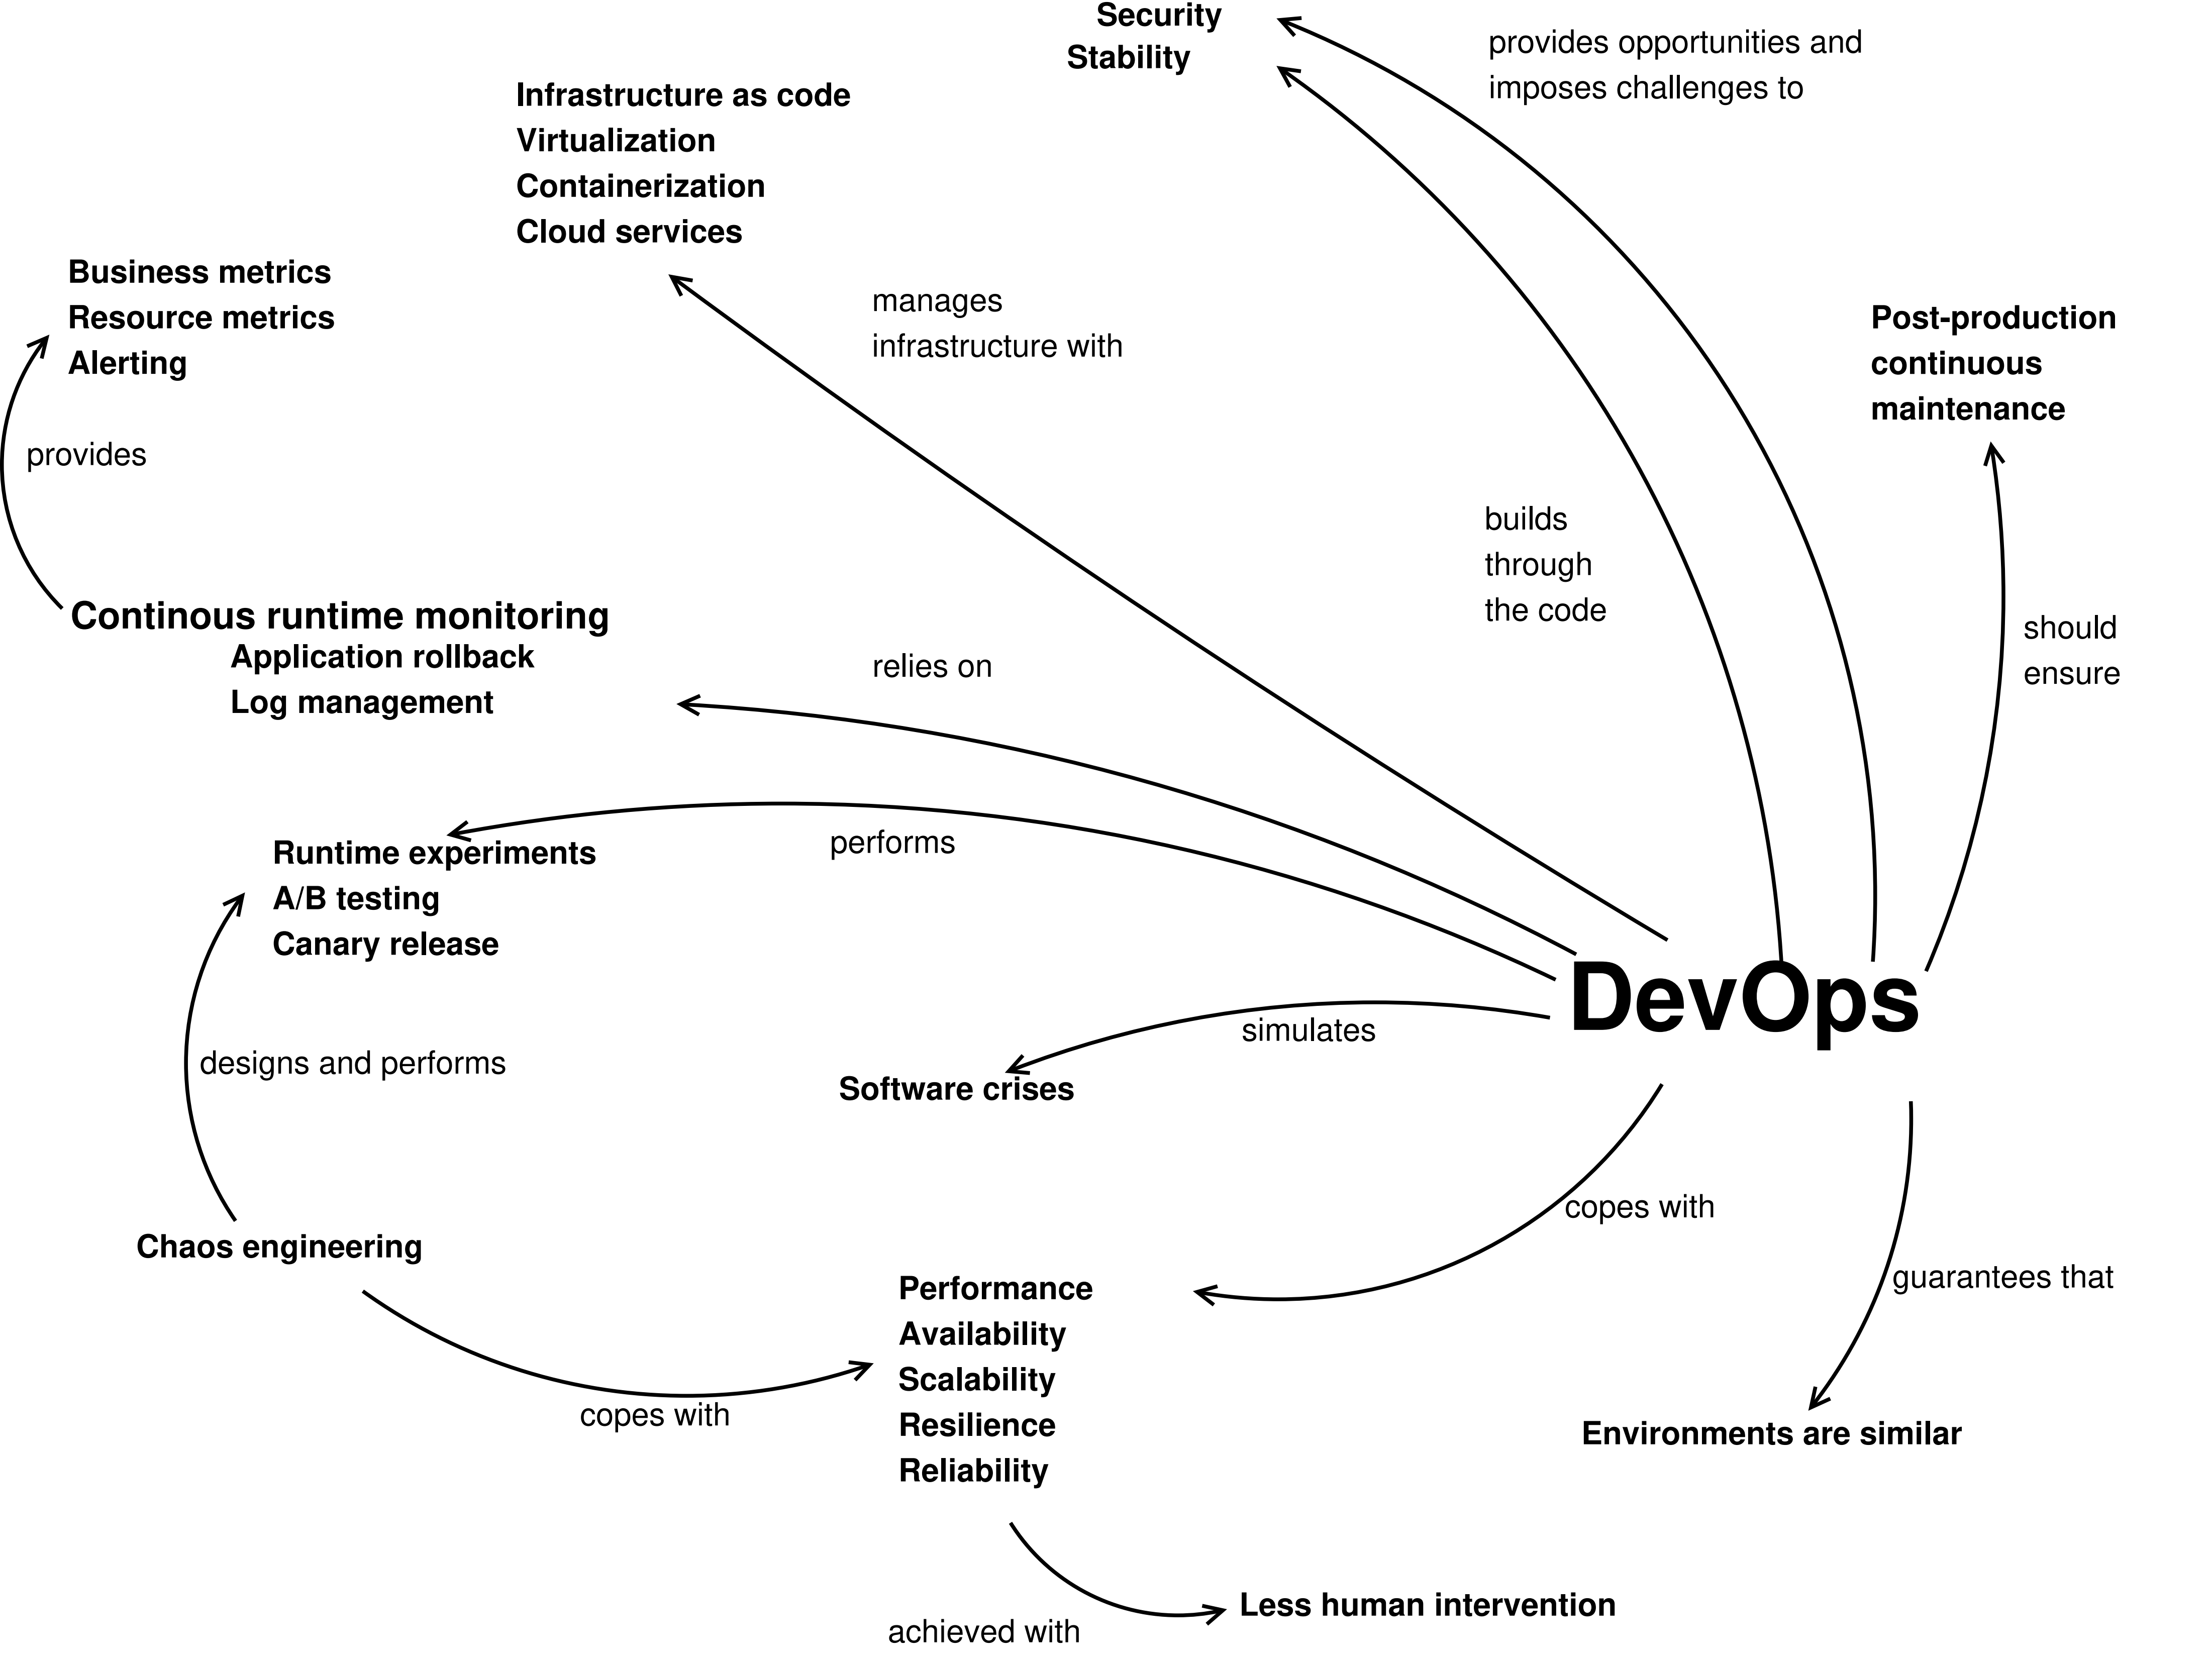 Security
Stability
provides opportunities and
imposes challenges to
Infrastructure as code
Virtualization
Containerization
Cloud services
Business metrics
Resource metrics
Alerting
manages
infrastructure with
Post-production
continuous
maintenance
provides
builds
through
the code
Continous runtime monitoring
Application rollback
Log management
relies on
should
ensure
performs
Runtime experiments
A/B testing
Canary release
DevOps
simulates
Software crises
designs and performs
copes with
Chaos engineering
guarantees that
Performance
Availability
Scalability
Resilience
Reliability
copes with
Environments are similar
Less human intervention
achieved with